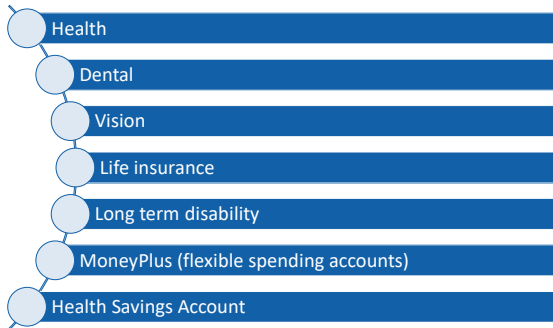 Health
Dental
Vision
Life insurance
Long term disability
MoneyPlus (flexible spending accounts)
Health Savings Account